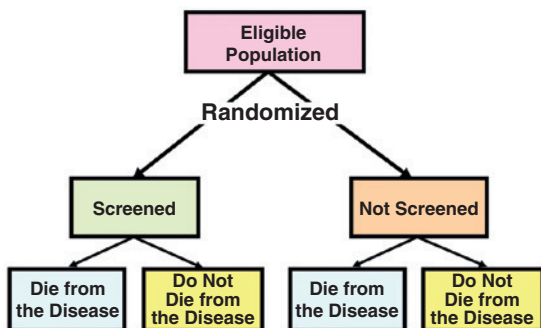 Eligible
Population
Randomized
Screened
Not Screened
Die from
the Disease
Do Not
Die from
the Disease
Die from
the Disease
Do Not
Die from
the Disease